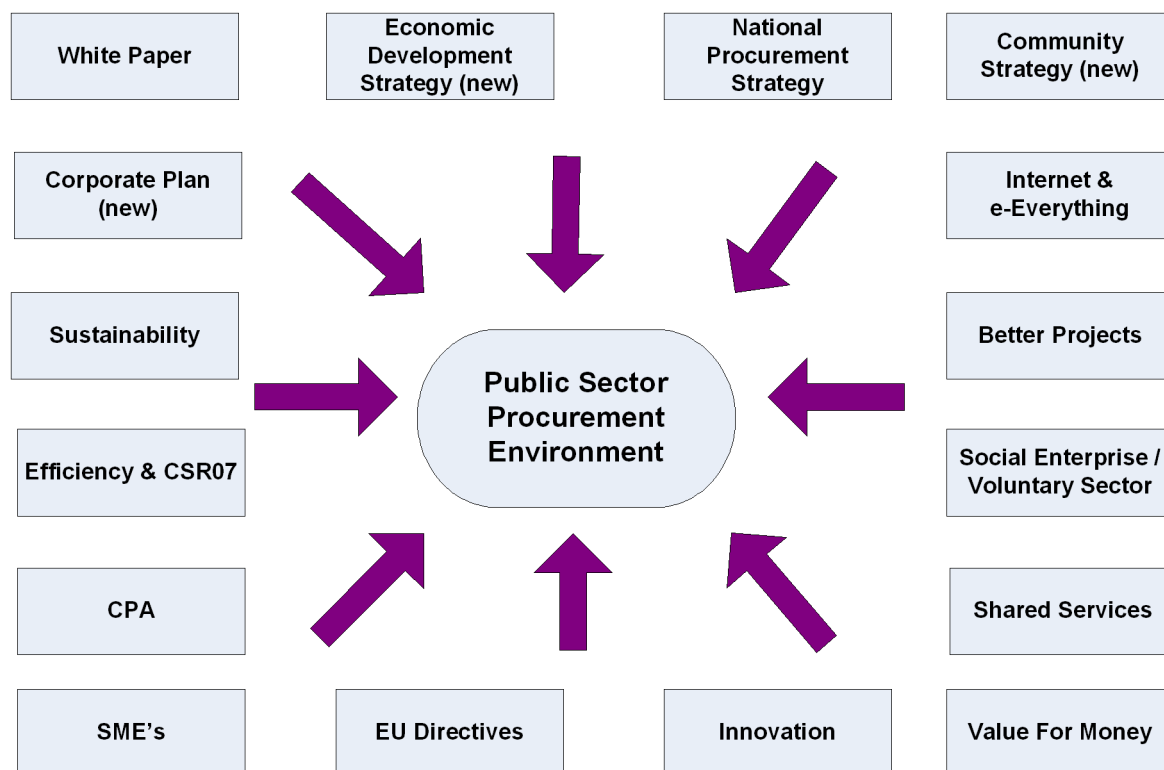 White Paper
Economic
Development
Strategy (new)
National
Procurement
Strategy
Community
Strategy (new)
Corporate Plan
(new)
Internet &
e-Everything
Sustainability
Better Projects
Public Sector
Procurement
Environment
Efficiency & CSR07
Social Enterprise /
Voluntary Sector
CPA
Shared Services
SME’s
EU Directives
Innovation
Value For Money